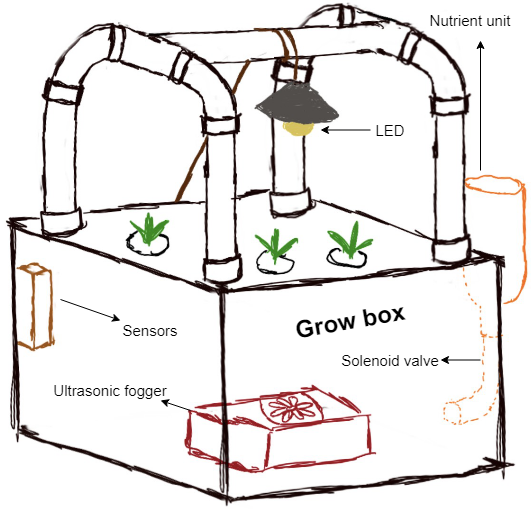 Nutrient unit
LED
Grow box
Sensors
Solenoid valve
Ultrasonic fogger